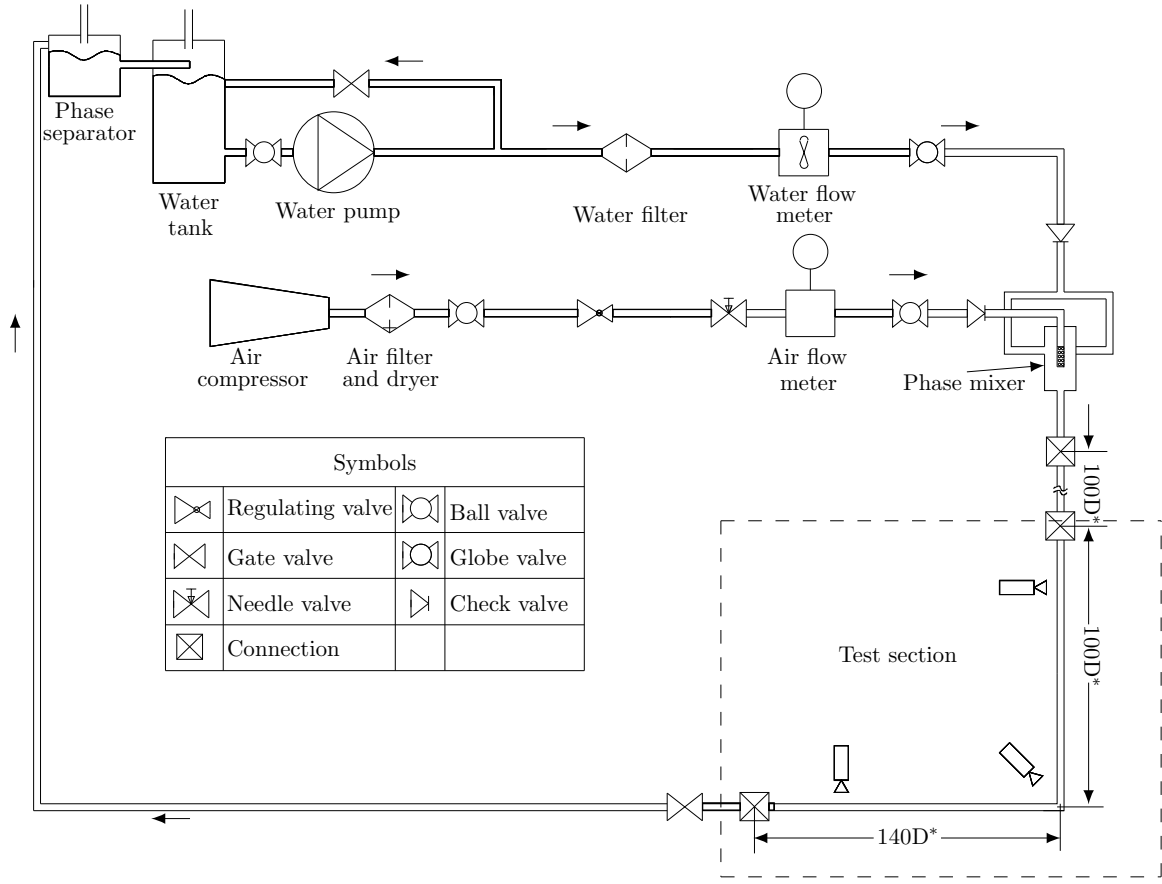 Phase
separator
Water
tank
Water pump
Water filter
Water flow
meter
Air
compressor
Air filter
and dryer
Air flow
meter
Phase mixer
100D*
Symbols
Regulating valve
Ball valve
Gate valve
Globe valve
Needle valve
Check valve
Connection
Test section
100D*
140D*